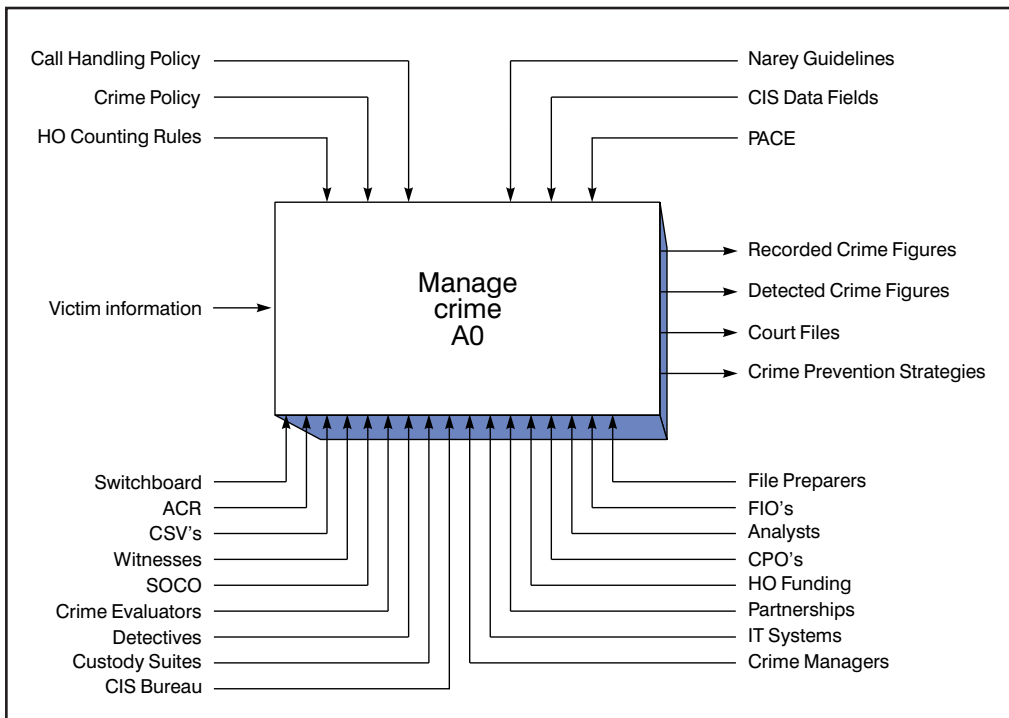 Call Handling Policy
Crime Policy
HO Counting Rules
Narey Guidelines
CIS Data Fields
PACE
Victim information
Manage
crime
A0
Recorded Crime Figures
Detected Crime Figures
Court Files
Crime Prevention Strategies
Switchboard
ACR
CSV's
Witnesses
SOCO
Crime Evaluators
Detectives
Custody Suites
CIS Bureau
File Preparers
FIO's
Analysts
CPO's
HO Funding
Partnerships
IT Systems
Crime Managers